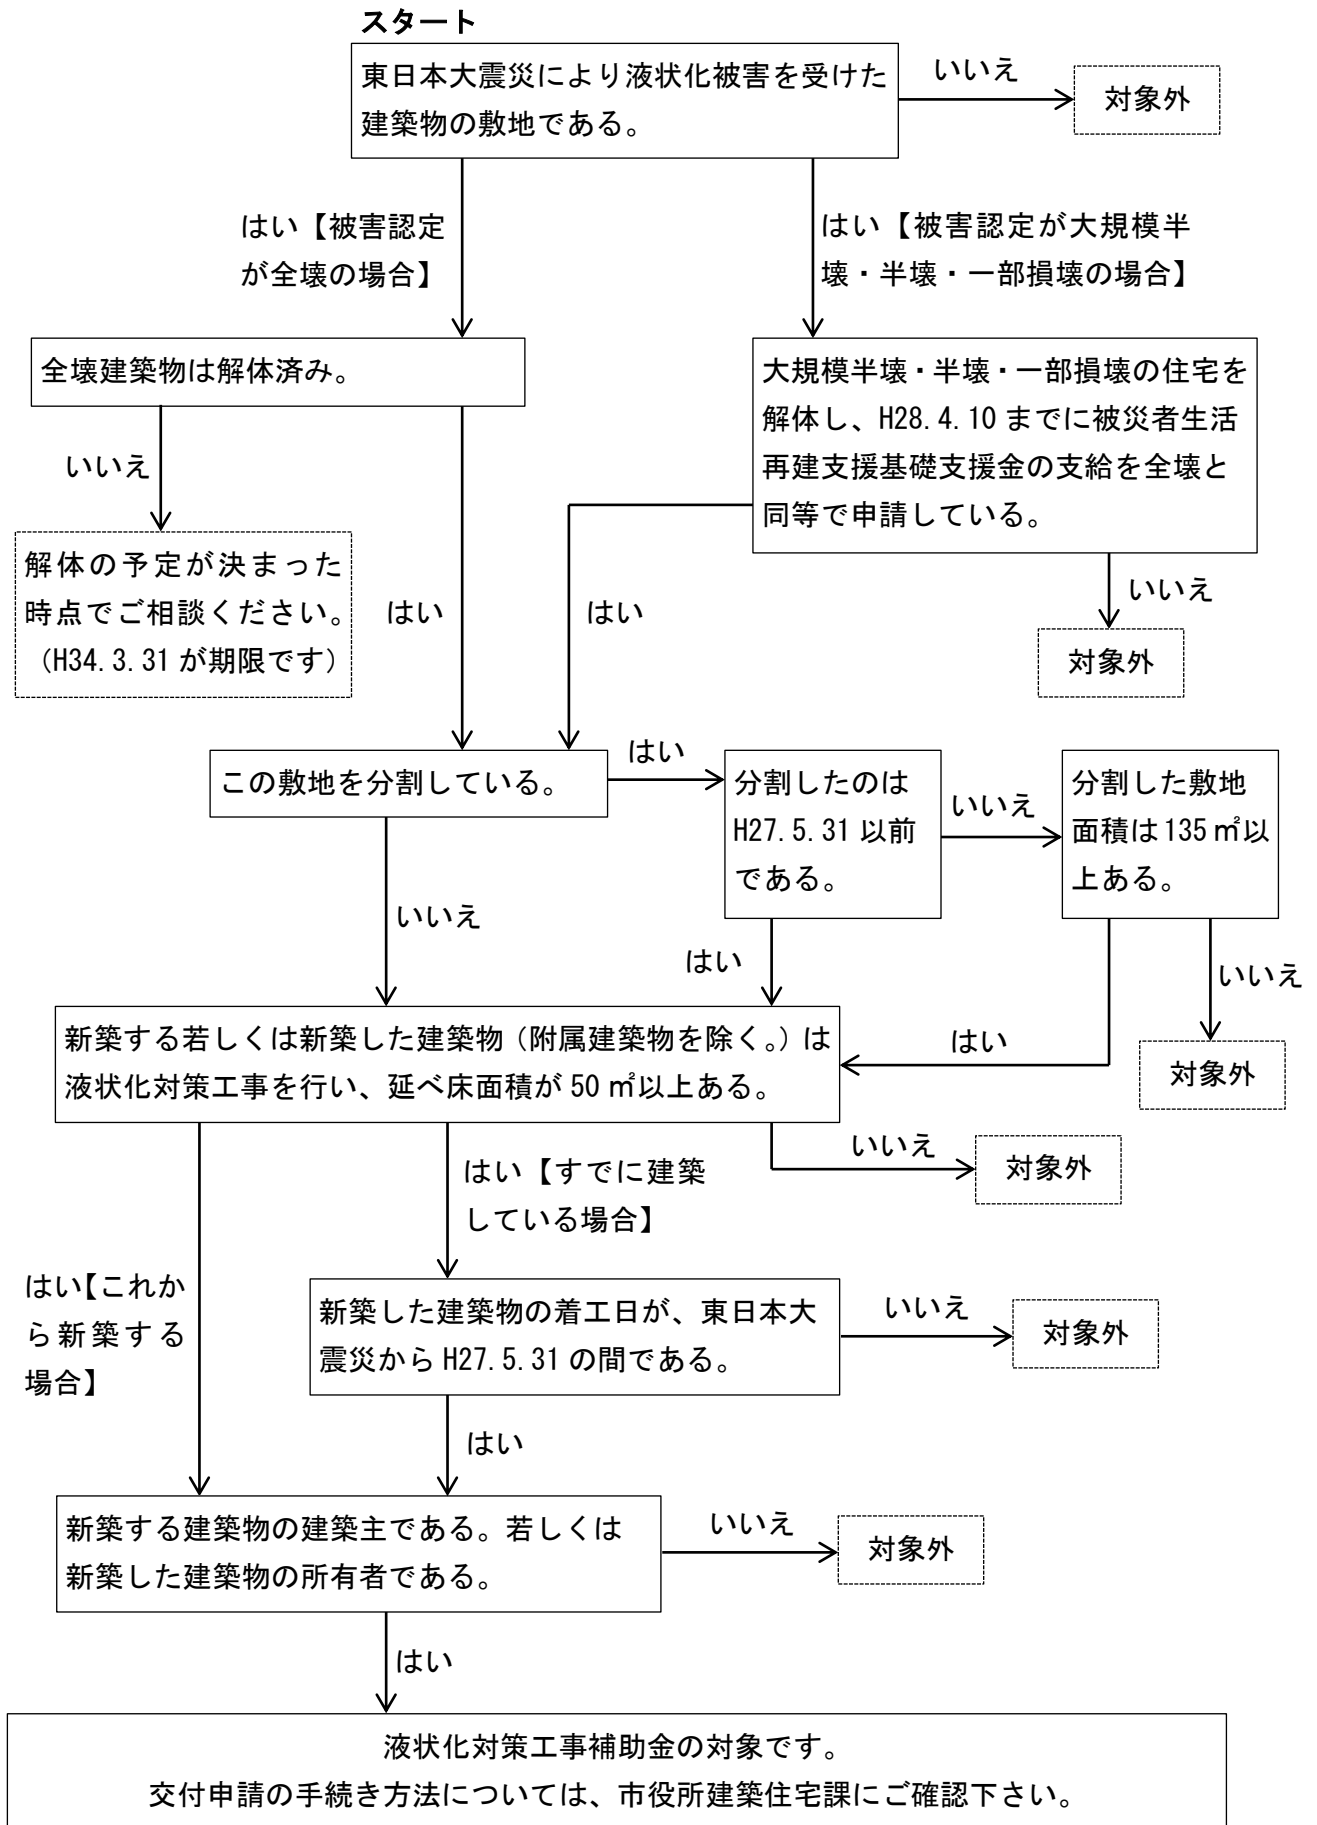 スタート
東日本大震災により液状化被害を受けた
建築物の敷地である。
いいえ
対象外
はい【被害認定
が全壊の場合】
はい【被害認定が大規模半
壊・半壊・一部損壊の場合】
全壊建築物は解体済み。
大規模半壊・半壊・一部損壊の住宅を
解体し、H28.4.10 までに被災者生活
再建支援基礎支援金の支給を全壊と
同等で申請している。
いいえ
解体の予定が決まった
時点でご相談ください。
（H34.3.31 が期限です）
はい
はい
いいえ
対象外
この敷地を分割している。
はい
分割したのは
H27.5.31 以前
である。
いいえ
分割した敷地
面積は 135 ㎡以
上ある。
いいえ
はい
いいえ
対象外
はい
新築する若しくは新築した建築物（附属建築物を除く。）は
液状化対策工事を行い、延べ床面積が 50 ㎡以上ある。
いいえ
対象外
はい【すでに建築
している場合】
はい【これか
ら新築する
場合】
新築した建築物の着工日が、東日本大
震災から H27.5.31 の間である。
いいえ
対象外
はい
新築する建築物の建築主である。若しくは
新築した建築物の所有者である。
いいえ
対象外
はい
液状化対策工事補助金の対象です。
交付申請の手続き方法については、市役所建築住宅課にご確認下さい。